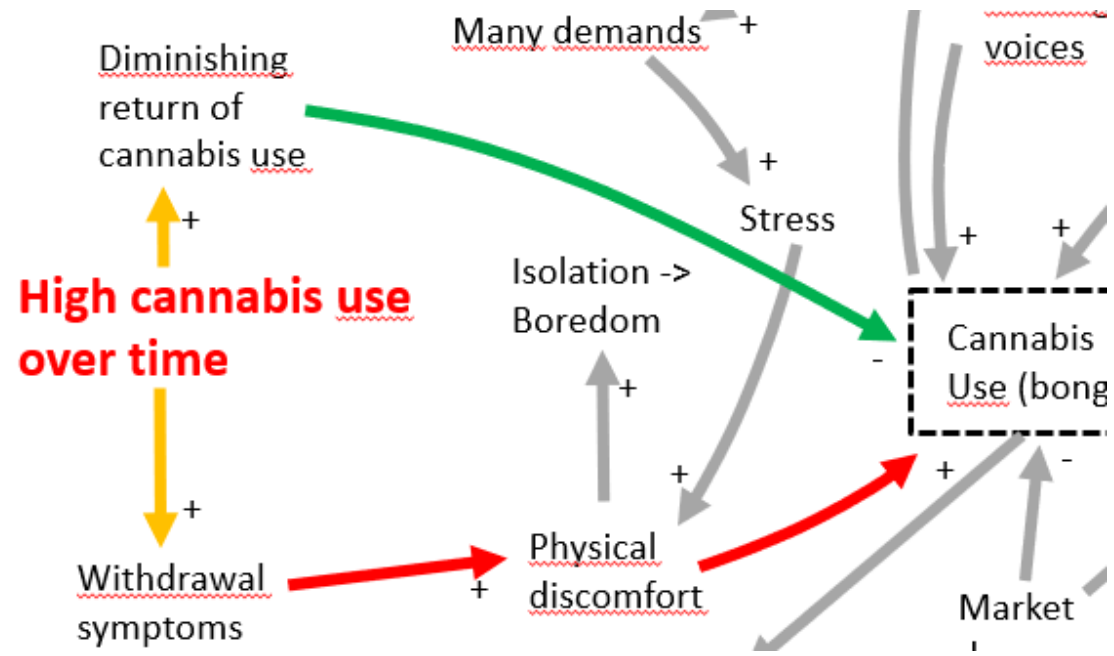 Many demands
+
voices
Diminishing
return of
cannabis use
+
+
Stress
+
+
Isolation ->
Boredom
High cannabis use
over time
Cannabis
Use (bong
-
+
+
+
-
+
Physical
discomfort
+
Withdrawal
symptoms
Market